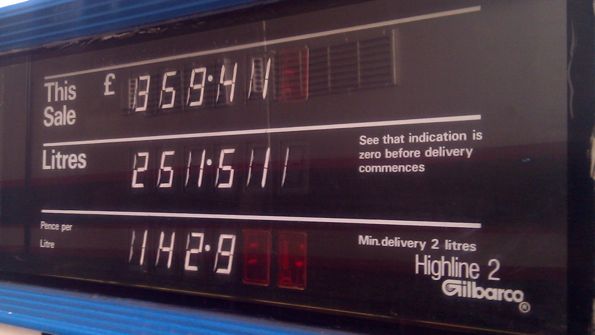 This
Sale
£ 359.41
Litres
251.51
See that indication is
zero before delivery
commences
Pence per
Litre
142.9
Min.delivery 2 litres
Highline 2
Gilbarco ®